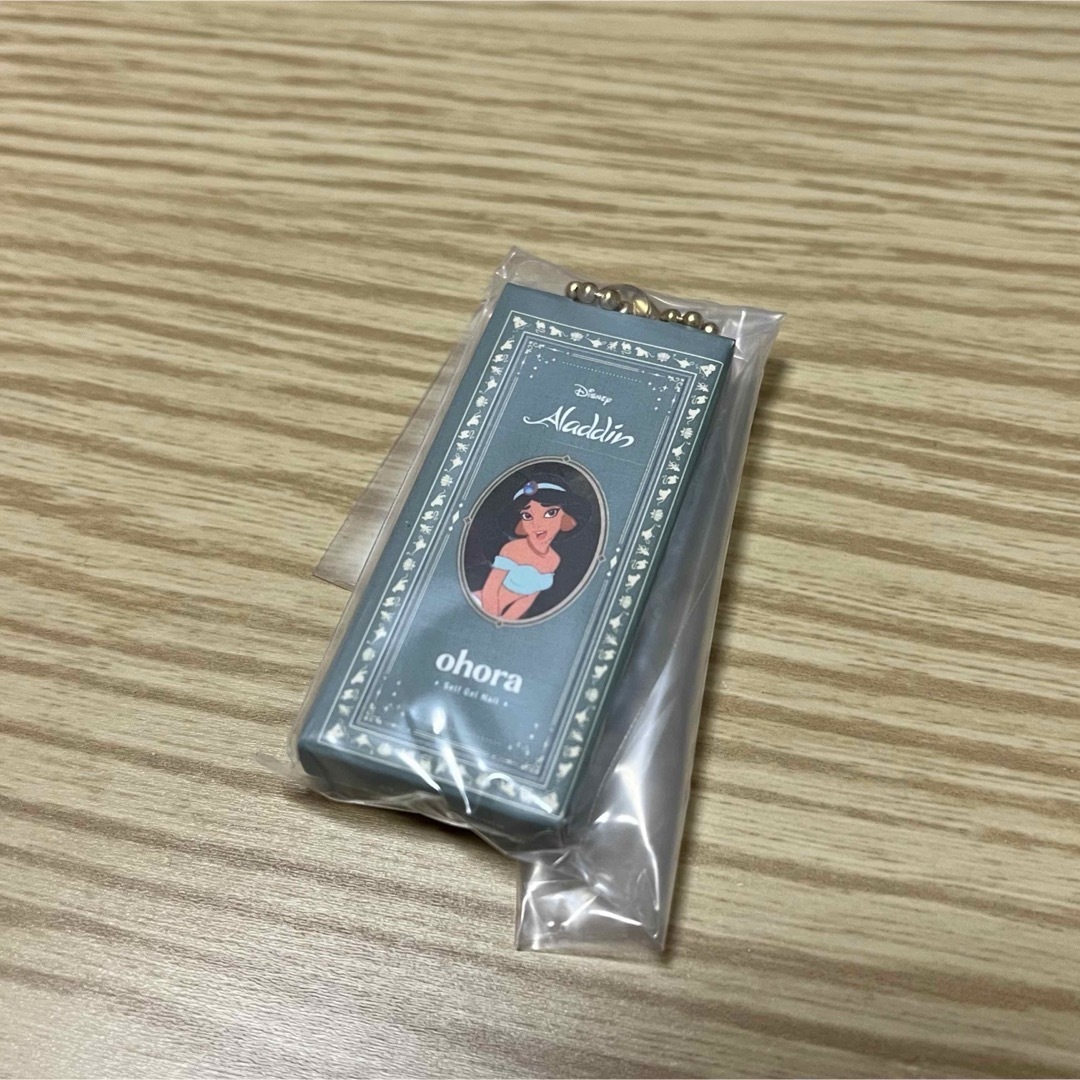 Disney
Aladdin
ohora
Self Gel Nail